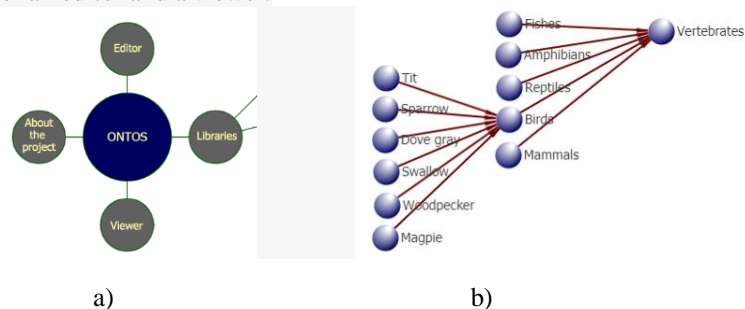 Editor
About
the
project
ONTOS
Libraries
Viewer
Fishes
Vertebrates
Amphibians
Tit
Reptiles
Sparrow
Birds
Dove gray
Mammals
Swallow
Woodpecker
Magpie
a)
b)